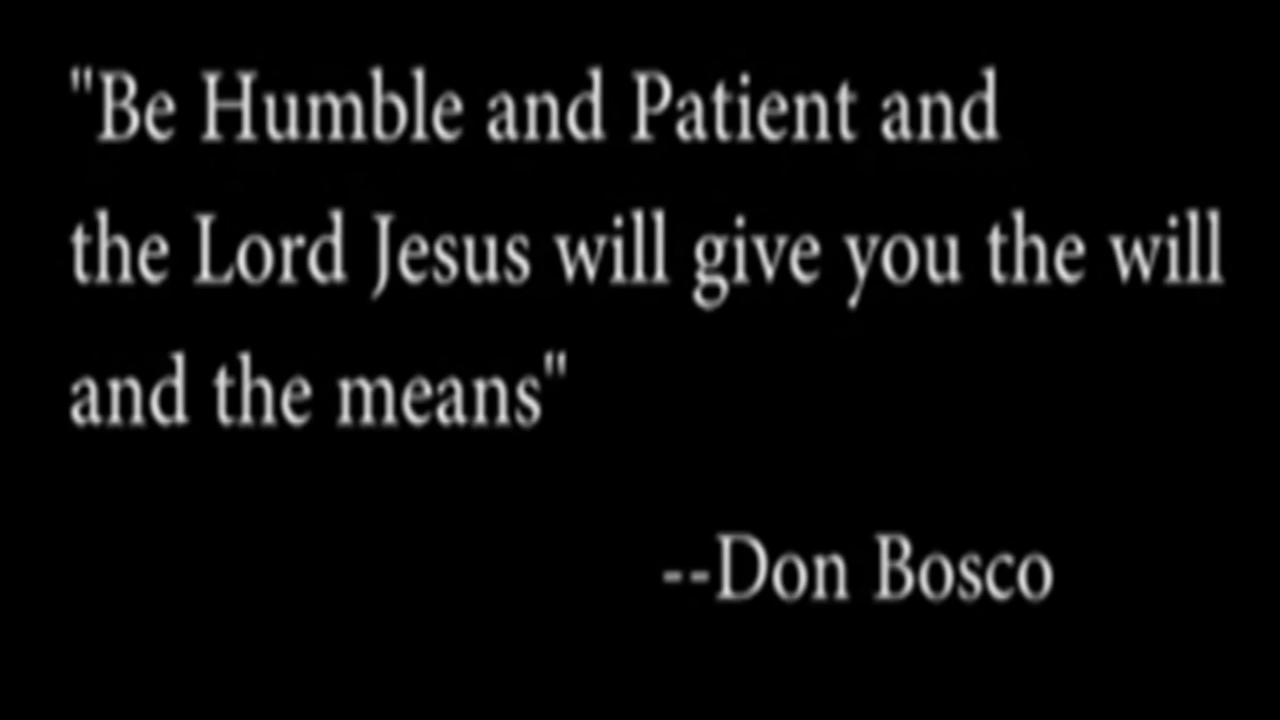 "Be Humble and Patient and
the Lord Jesus will give you the will
and the means"
--Don Bosco